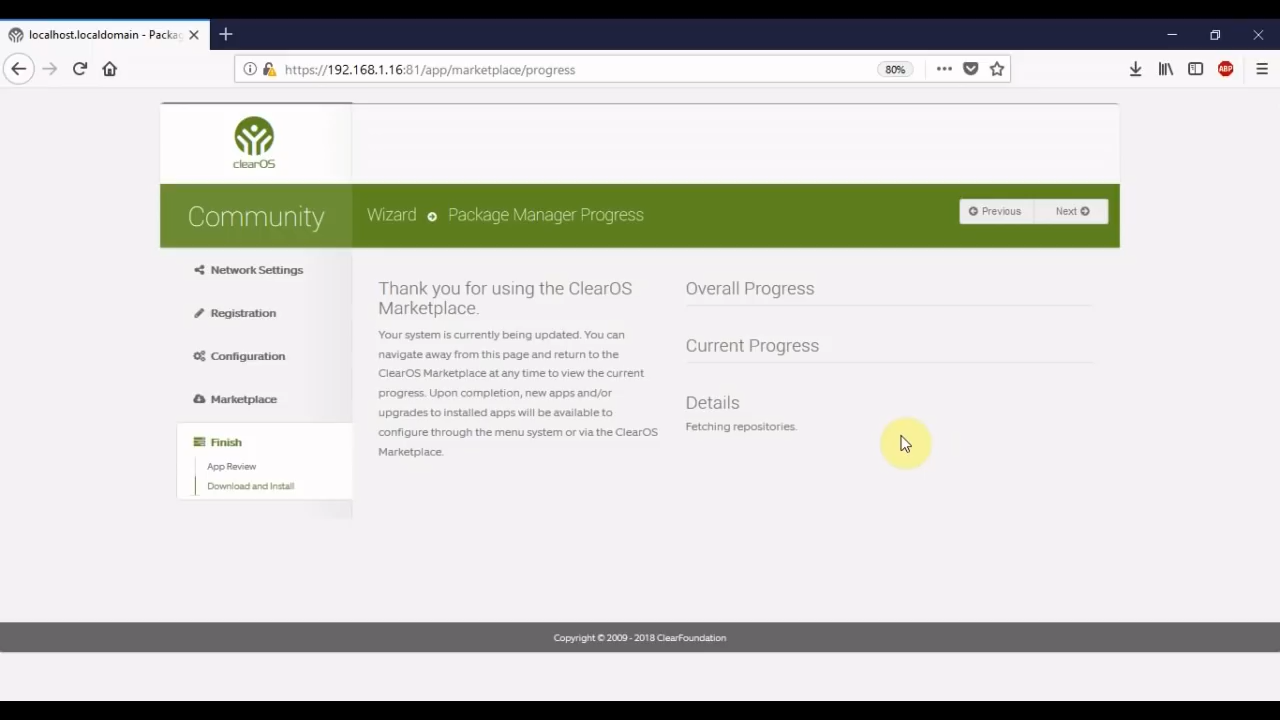 localhost.localdomain - Packag
https://192.168.1.16:81/app/marketplace/progress
80%
ABP
clearOS
Community
Wizard
Package Manager Progress
Previous
Next
Network Settings
Registration
Configuration
Marketplace
Finish
App Review
Download and Install
Thank you for using the ClearOS
Marketplace.
Your system is currently being updated. You can
navigate away from this page and return to the
ClearOS Marketplace at any time to view the current
progress. Upon completion, new apps and/or
upgrades to installed apps will be available to
configure through the menu system or via the ClearOS
Marketplace.
Overall Progress
Current Progress
Details
Fetching repositories.
Copyright © 2009 - 2018 ClearFoundation